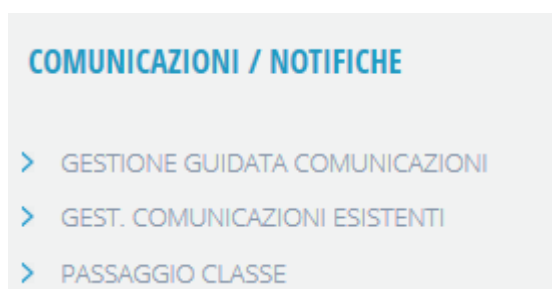 COMUNICAZIONI / NOTIFICHE
GESTIONE GUIDATA COMUNICAZIONI
GEST. COMUNICAZIONI ESISTENTI
PASSAGGIO CLASSE